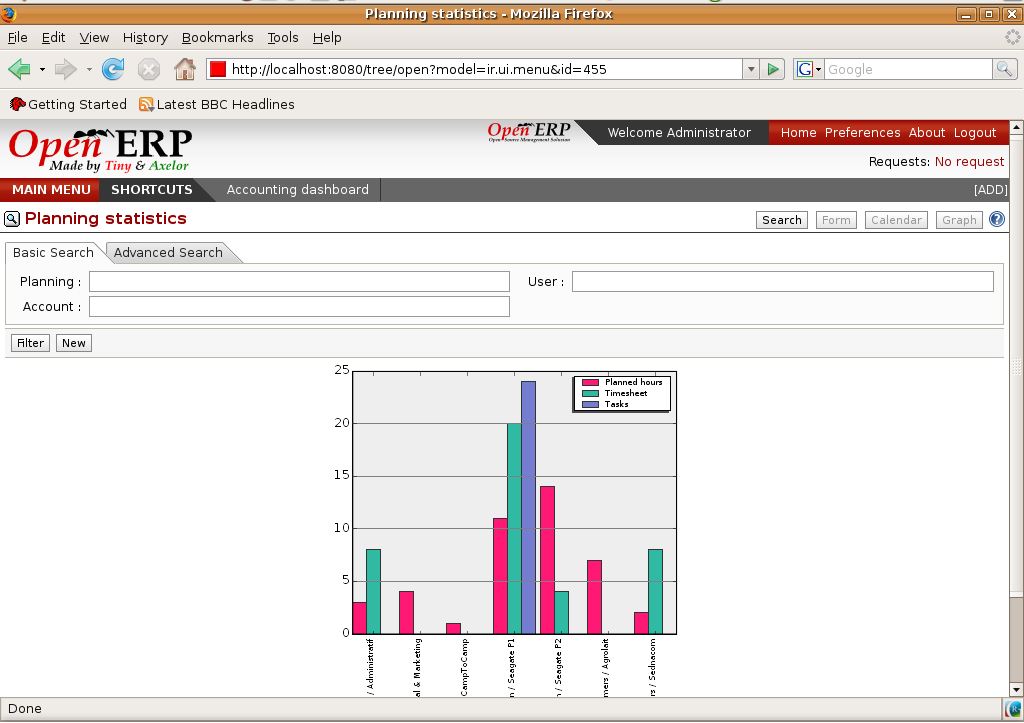 Planning statistics - Mozilla Firefox
File Edit View History Bookmarks Tools Help
http://localhost:8080/tree/open?model=ir.ui.menu&id=455
G Google
Getting Started Latest BBC Headlines
Open ERP
Made by Tiny & Axelor
Open ERP
Open Source Management Solution
Welcome Administrator
Home Preferences About Logout
Requests: No request
MAIN MENU SHORTCUTS Accounting dashboard [ADD]
Planning statistics
Search Form Calendar Graph ?
Basic Search Advanced Search
Planning : User :
Account :
Filter New
25
20
15
10
5
0
Planned hours
Timesheet
Tasks
/ Administratif
al & Marketing
CampToCamp
n / Seagate P1
n / Seagate P2
mers / Agrolait
rs / Sednacom
Done